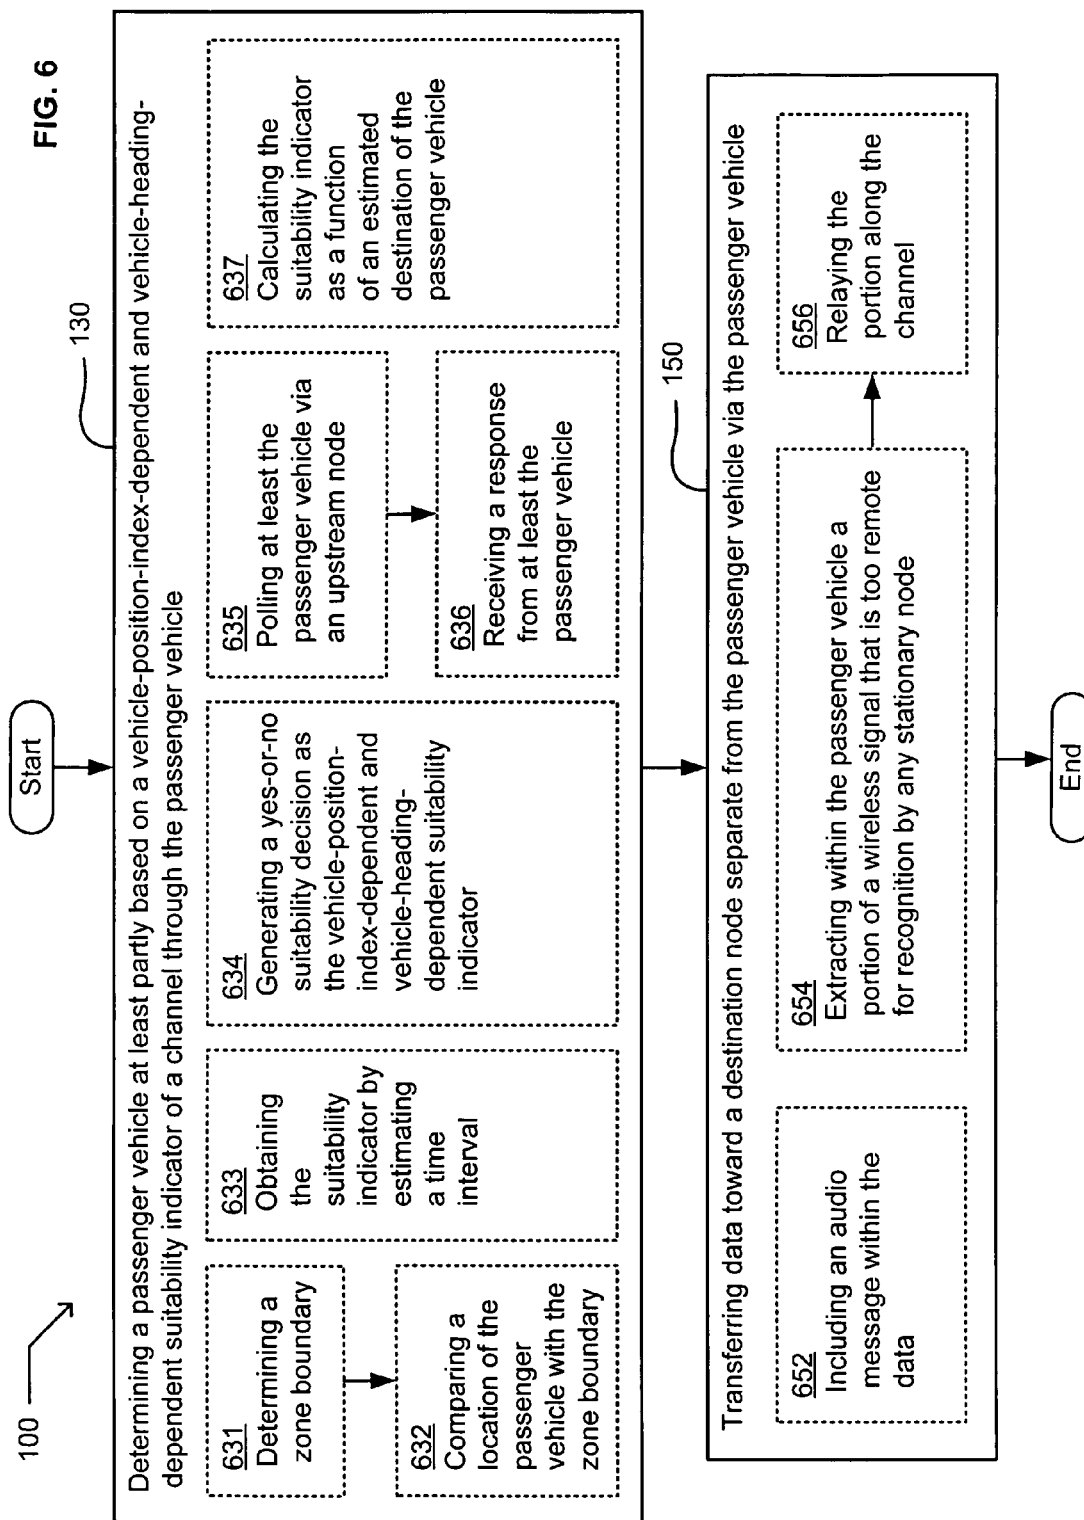 FIG. 6
100
Start
130
Determining a passenger vehicle at least partly based on a vehicle-position-index-dependent and vehicle-heading-
dependent suitability indicator of a channel through the passenger vehicle
631
Determining a
zone boundary
632
Comparing a
location of the
passenger
vehicle with the
zone boundary
633
Obtaining
the
suitability
indicator by
estimating
a time
interval
634
Generating a yes-or-no
suitability decision as
the vehicle-position-
index-dependent and
vehicle-heading-
dependent suitability
indicator
635
Polling at least the
passenger vehicle via
an upstream node
636
Receiving a response
from at least the
passenger vehicle
637
Calculating the
suitability indicator
as a function
of an estimated
destination of the
passenger vehicle
150
Transferring data toward a destination node separate from the passenger vehicle via the passenger vehicle
652
Including an audio
message within the
data
654
Extracting within the passenger vehicle a
portion of a wireless signal that is too remote
for recognition by any stationary node
656
Relaying the
portion along the
channel
End